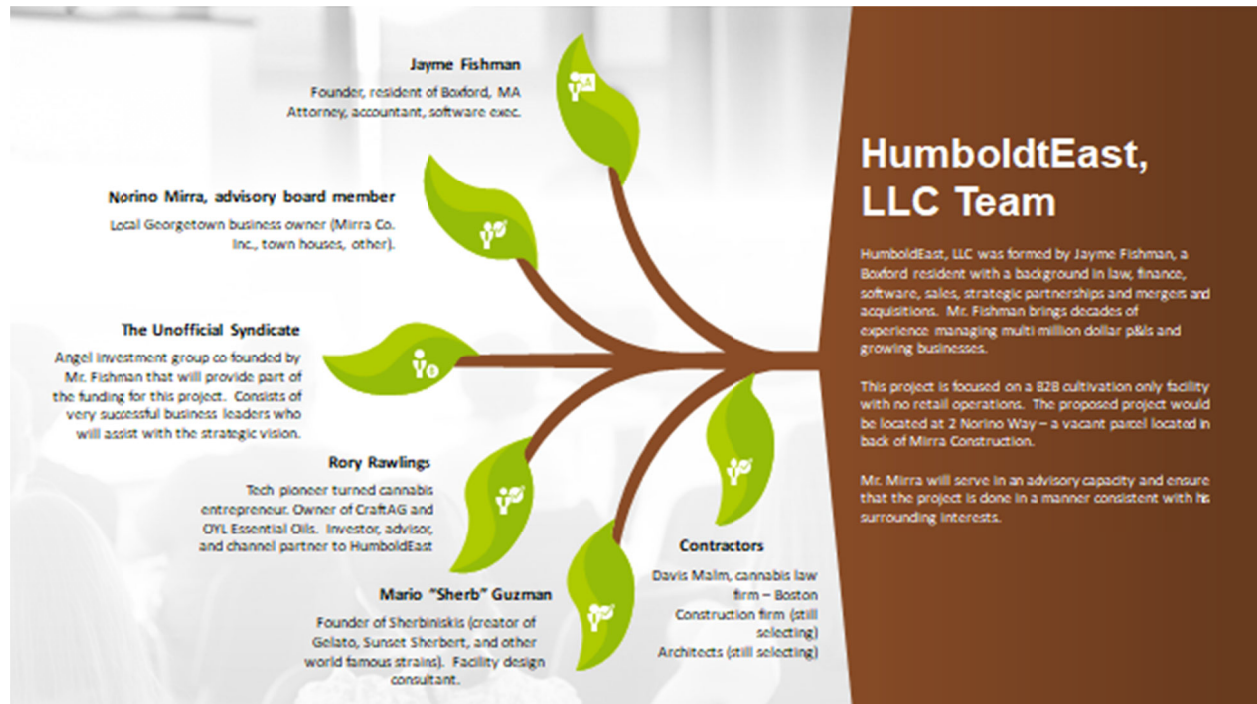 Jayme Fishman
Founder, resident of Boxford, MA
Attorney, accountant, software exec.
Norino Mirra, advisory board member
Local Georgetown business owner (Mirra Co.
Inc., town houses, other).
The Unofficial Syndicate
Angel investment group co founded by
Mr. Fishman that will provide part of
the funding for this project. Consists of
very successful business leaders who
will assist with the strategic vision.
Rory Rawlings
Tech pioneer turned cannabis
entrepreneur. Owner of CraftAG and
OYL Essential Oils. Investor, advisor,
and channel partner to HumboldEast
Mario "Sherb" Guzman
Founder of Sherbiniskis (creator of
Gelato, Sunset Sherbert, and other
world famous strains). Facility design
consultant.
Contractors
Davis Malm, cannabis law
firm – Boston
Construction firm (still
selecting)
Architects (still selecting)
HumboldtEast,
LLC Team
HumboldEast, LLC was formed by Jayme Fishman, a
Boxford resident with a background in law, finance,
software, sales, strategic partnerships and mergers and
acquisitions. Mr. Fishman brings decades of
experience managing multi million dollar p&ls and
growing businesses.
This project is focused on a B2B cultivation only facility
with no retail operations. The proposed project would
be located at 2 Norino Way – a vacant parcel located in
back of Mirra Construction.
Mr. Mirra will serve in an advisory capacity and ensure
that the project is done in a manner consistent with his
surrounding interests.